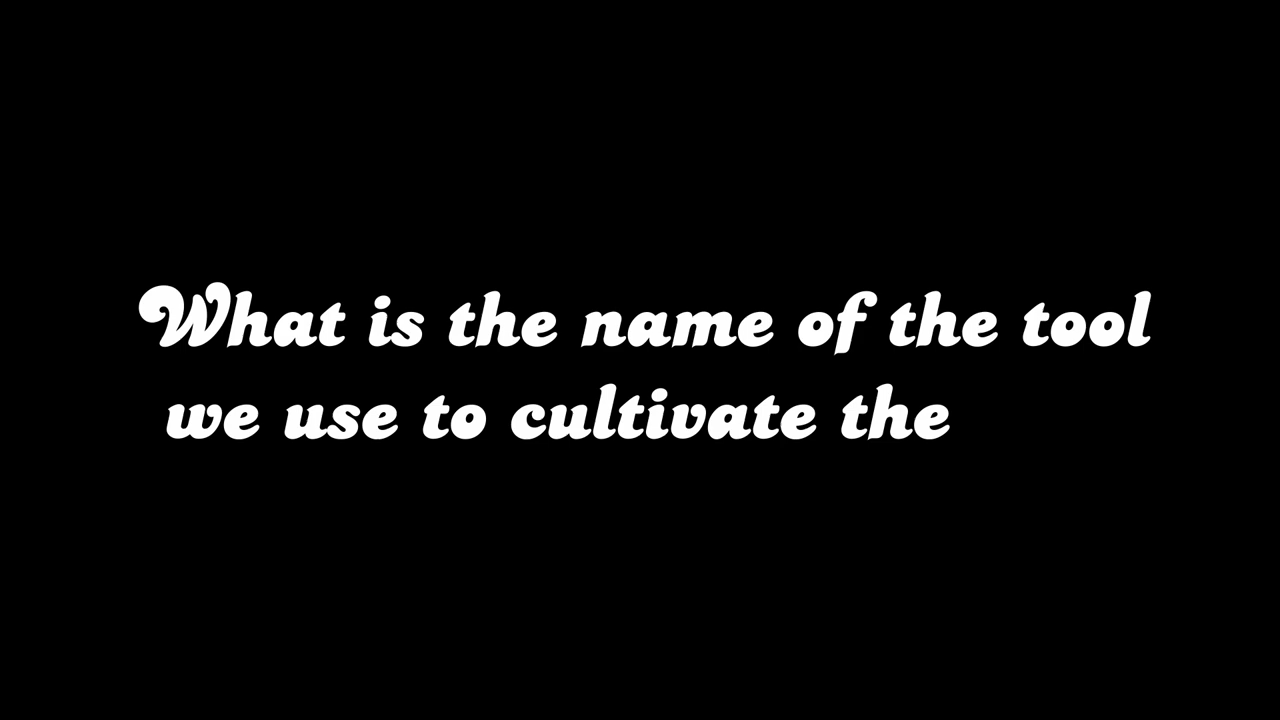 What is the name of the tool
we use to cultivate the